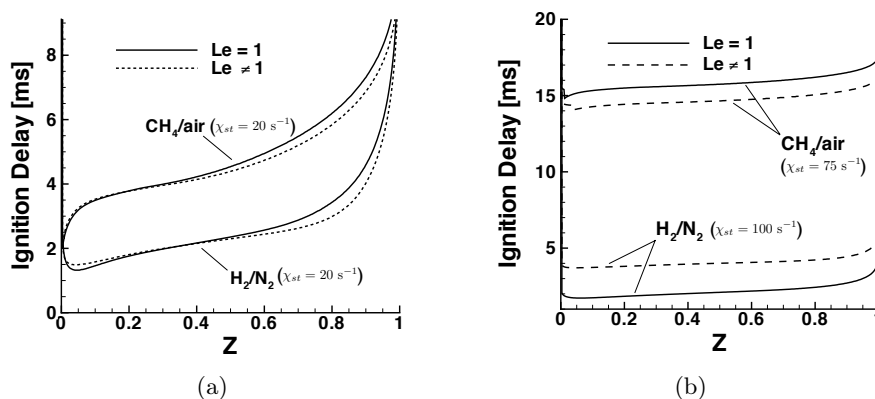 Ignition Delay [ms]
8
6
4
2
0
0
0.2
0.4
0.6
0.8
1
Z
Le = 1
Le ≠ 1
CH₄/air (χst = 20 s⁻¹)
H₂/N₂ (χst = 20 s⁻¹)
(a)
Ignition Delay [ms]
20
15
10
5
0
0.2
0.4
0.6
0.8
1
Z
Le = 1
Le ≠ 1
CH₄/air
(χst = 75 s⁻¹)
H₂/N₂ (χst = 100 s⁻¹)
(b)